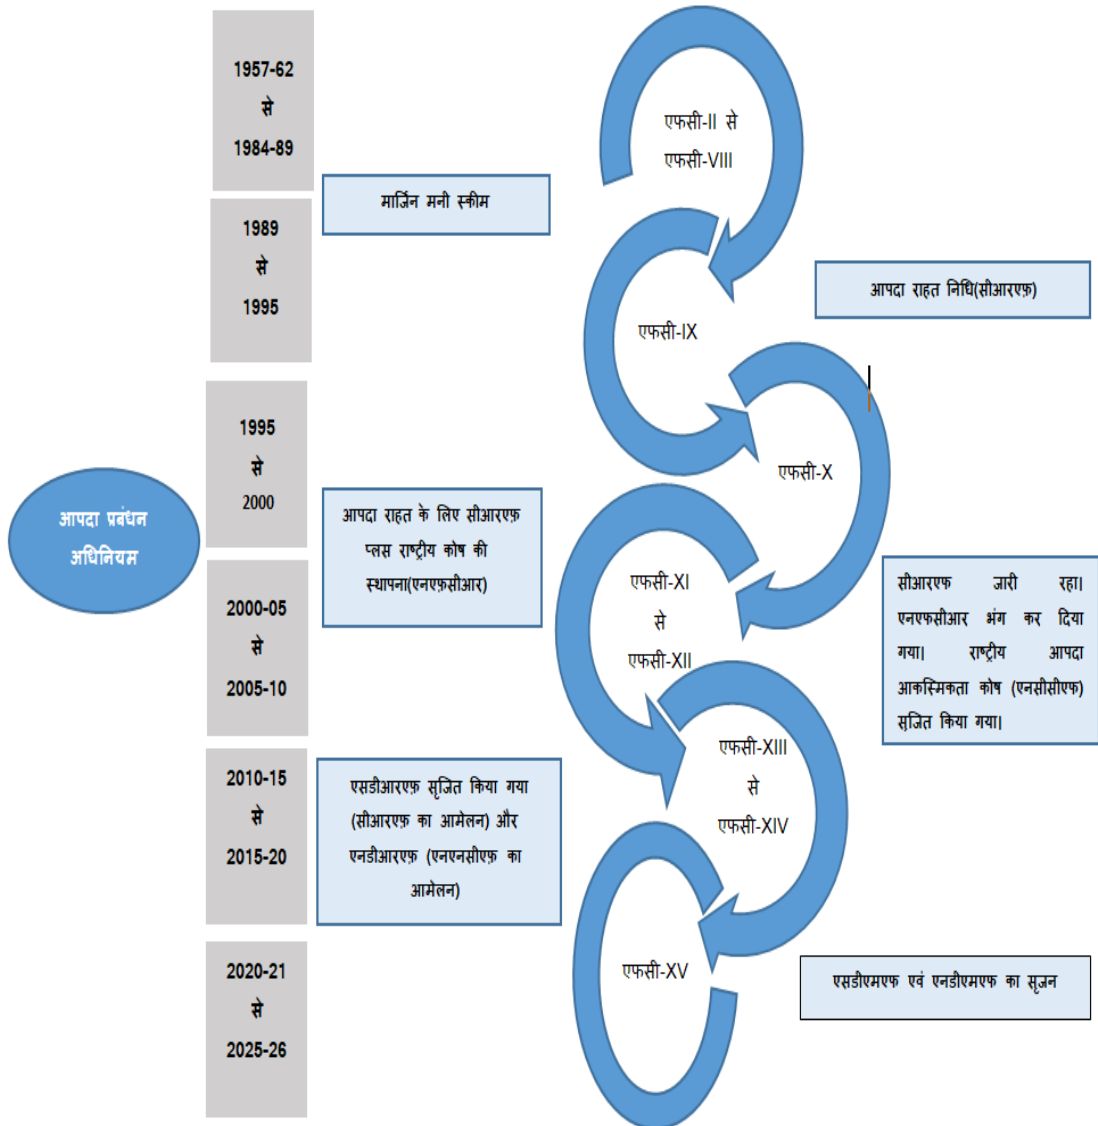 1957-62
से
1984-89
एफसी-II से
एफसी-VIII
मार्जिन मनी स्कीम
1989
से
1995
आपदा राहत निधि(सीआरएफ़)
एफसी-IX
1995
से
2000
एफसी-X
आपदा प्रबंधन
अधिनियम
आपदा राहत के लिए सीआरएफ़
प्लस राष्ट्रीय कोष की
स्थापना(एनएफ़सीआर)
एफसी-XI
से
एफसी-XII
सीआरएफ जारी रहा।
एनएफसीआर भंग कर दिया
गया। राष्ट्रीय आपदा
आकस्मिकता कोष (एनसीसीएफ)
सृजित किया गया।
2000-05
से
2005-10
2010-15
से
2015-20
एसडीआरएफ़ सृजित किया गया
(सीआरएफ़ का आमेलन) और
एनडीआरएफ़ (एनएनसीएफ़ का
आमेलन)
एफसी-XIII
से
एफसी-XIV
2020-21
से
2025-26
एफसी-XV
एसडीएमएफ एवं एनडीएमएफ का सृजन